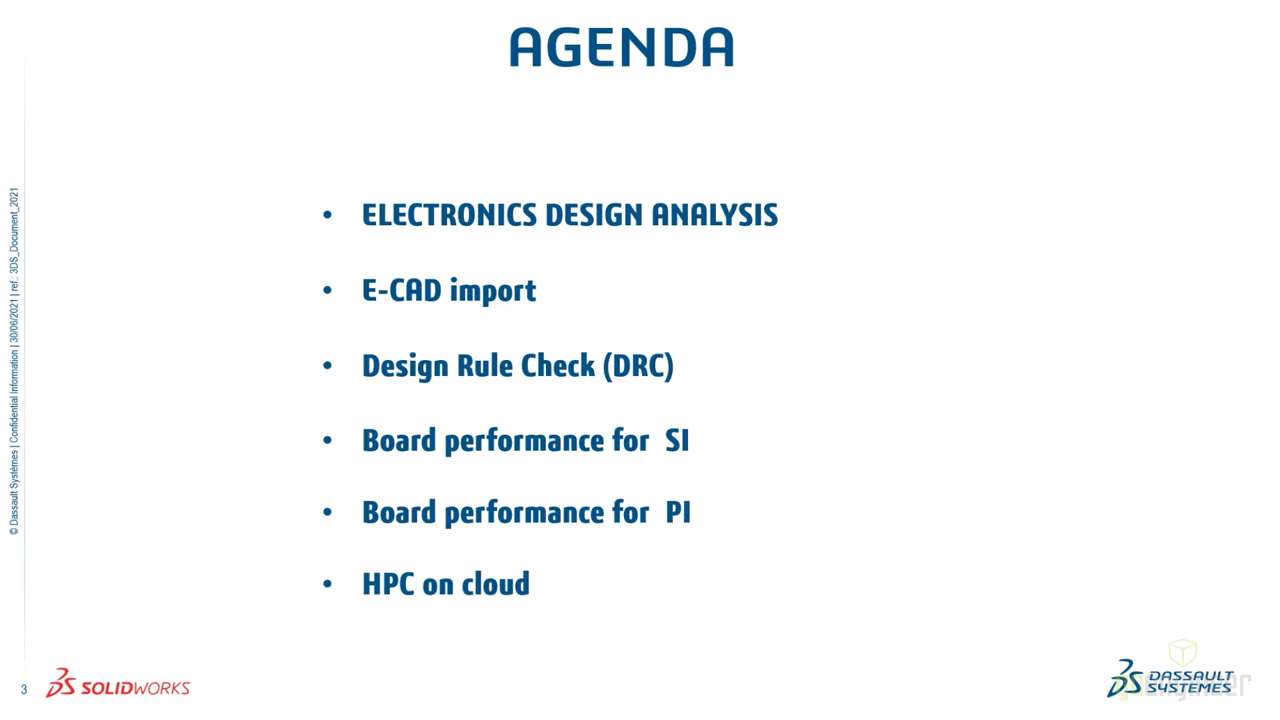 AGENDA
• ELECTRONICS DESIGN ANALYSIS
• E-CAD import
• Design Rule Check (DRC)
• Board performance for  SI
• Board performance for  PI
• HPC on cloud
© Dassault Systèmes | Confidential Information | 30/06/2021 | ref.: 3DS_Document_2021
3
SOLIDWORKS
DASSAULT
SYSTEMES